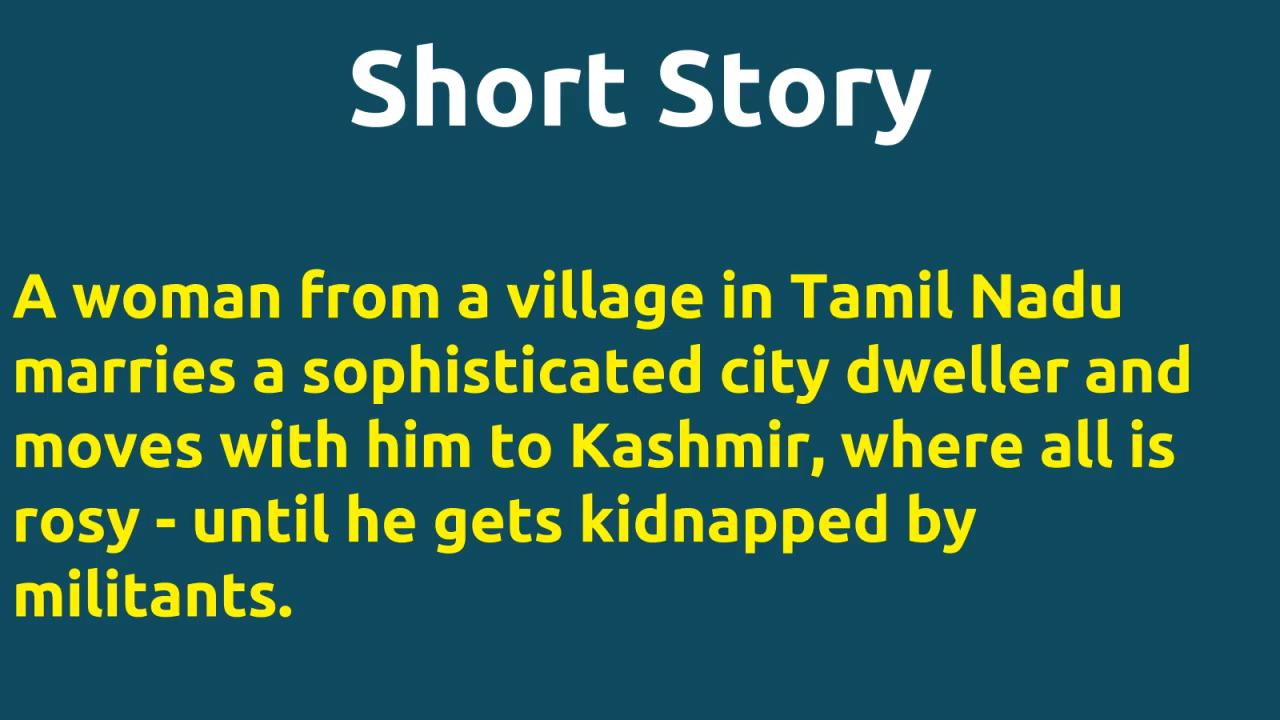 Short Story
A woman from a village in Tamil Nadu
marries a sophisticated city dweller and
moves with him to Kashmir, where all is
rosy - until he gets kidnapped by
militants.